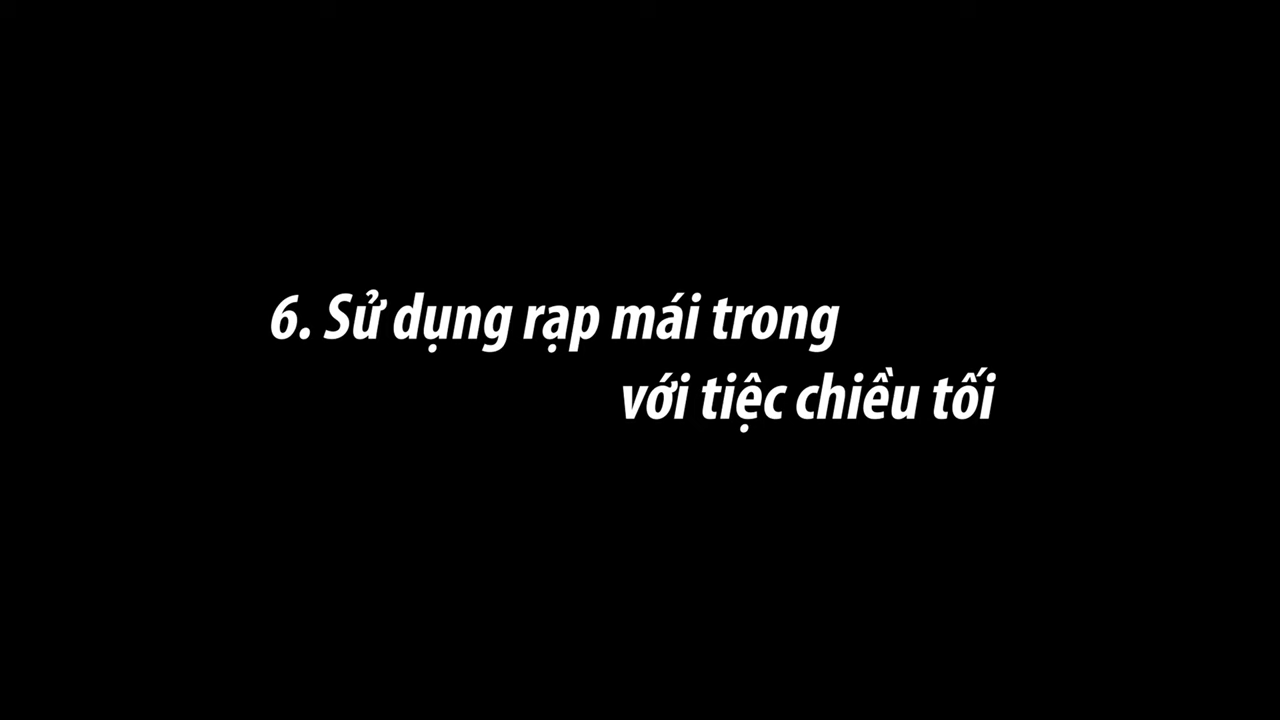 6. Sử dụng rạp mái trong
với tiệc chiều tối